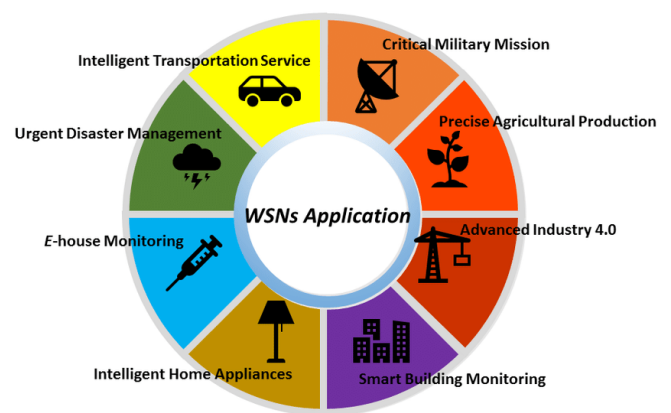 Intelligent Transportation Service
Critical Military Mission
Urgent Disaster Management
Precise Agricultural Production
WSNs Application
E-house Monitoring
Advanced Industry 4.0
Intelligent Home Appliances
Smart Building Monitoring